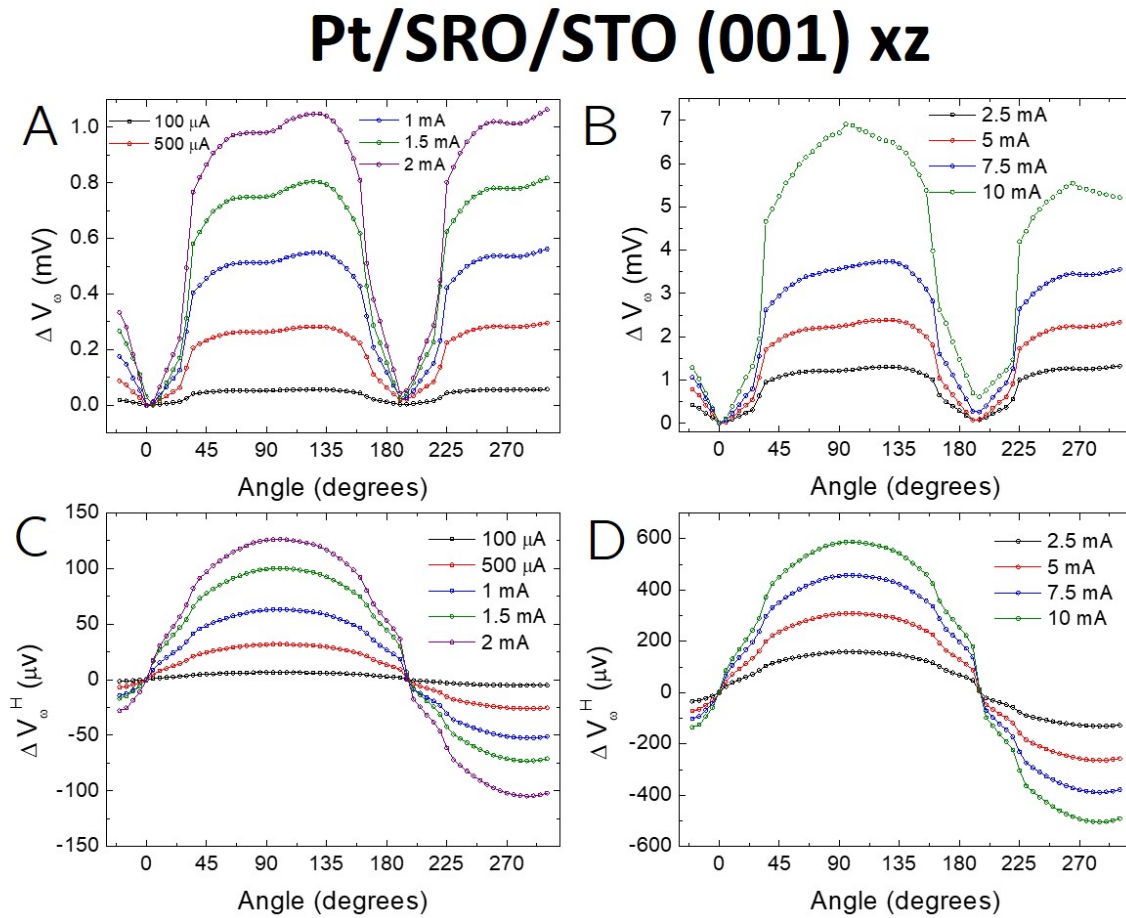 Pt/SRO/STO (001) xz
A
100 μA
500 μA
1 mA
1.5 mA
2 mA
1.0
0.8
0.6
0.4
0.2
0.0
Δ V_ω (mV)
0 45 90 135 180 225 270
Angle (degrees)
B
2.5 mA
5 mA
7.5 mA
10 mA
7
6
5
4
3
2
1
0
Δ V_ω (mV)
0 45 90 135 180 225 270
Angle (degrees)
C
100 μA
500 μA
1 mA
1.5 mA
2 mA
150
100
50
0
-50
-100
-150
Δ V_ω^H (μv)
0 45 90 135 180 225 270
Angle (degrees)
D
2.5 mA
5 mA
7.5 mA
10 mA
600
400
200
0
-200
-400
-600
Δ V_ω^H (μv)
0 45 90 135 180 225 270
Angle (degrees)